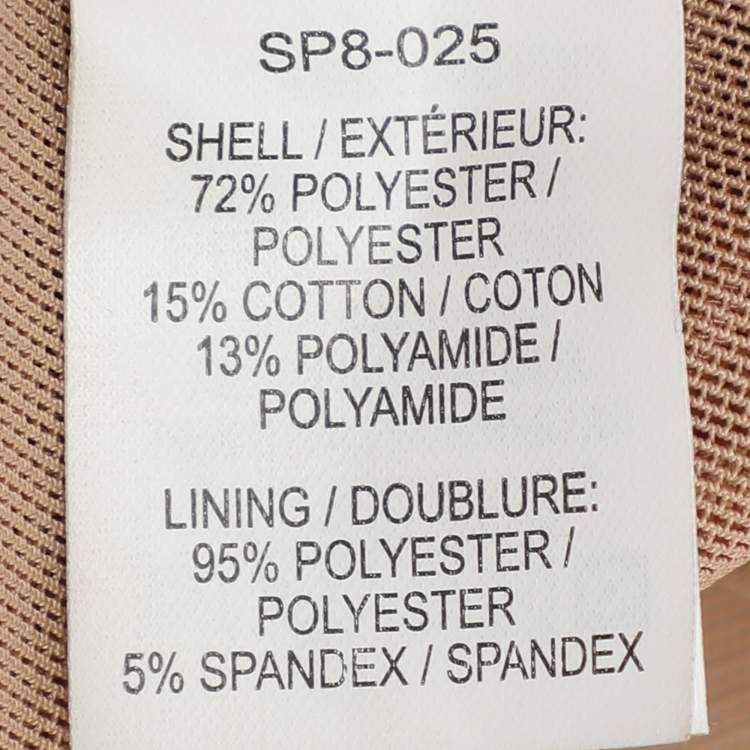 SP8-025
SHELL / EXTÉRIEUR:
72% POLYESTER /
POLYESTER
15% COTTON / COTON
13% POLYAMIDE /
POLYAMIDE
LINING / DOUBLURE:
95% POLYESTER /
POLYESTER
5% SPANDEX / SPANDEX